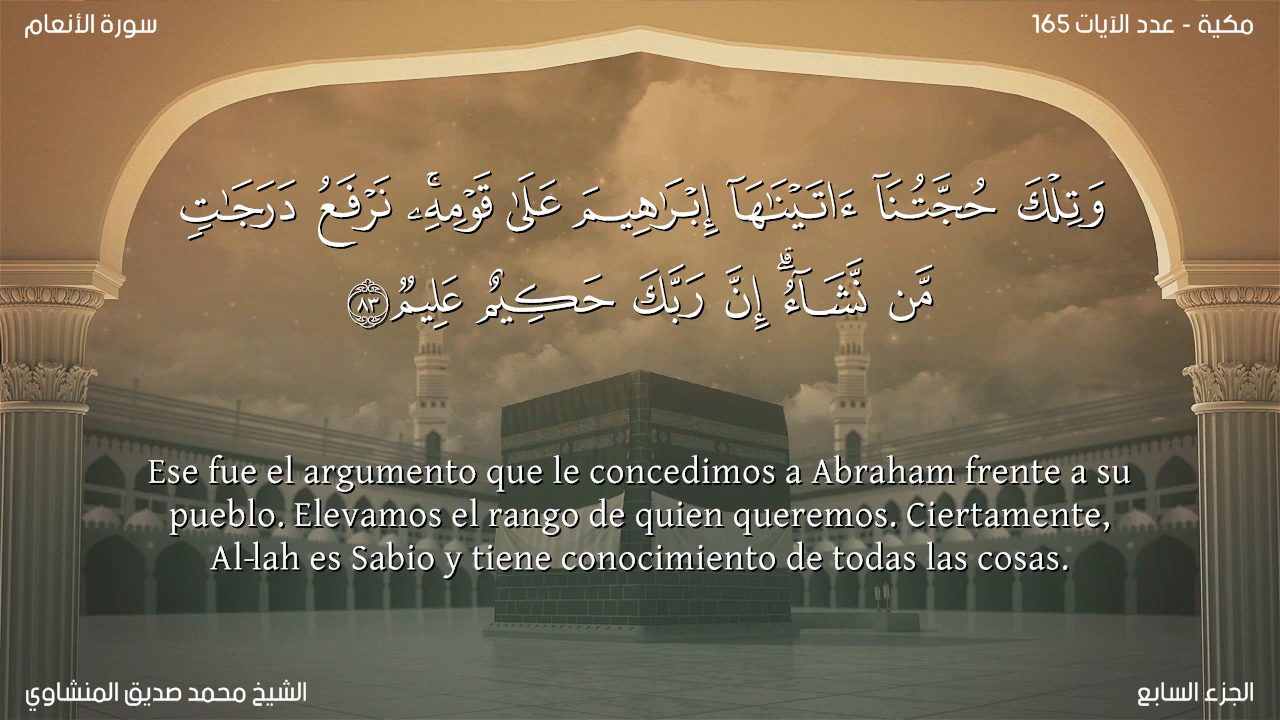 سورة الأنعام
مكية - عدد الآيات 165
وَتِلْكَ حُجَّتُنَآ ءَاتَيْنَٰهَآ إِبْرَٰهِيمَ عَلَىٰ قَوْمِهِۦۚ نَرْفَعُ دَرَجَٰتٍ
مَّن نَّشَآءُۗ إِنَّ رَبَّكَ حَكِيمٌ عَلِيمٌ ٨٣
Ese fue el argumento que le concedimos a Abraham frente a su
pueblo. Elevamos el rango de quien queremos. Ciertamente,
Al-lah es Sabio y tiene conocimiento de todas las cosas.
الشيخ محمد صديق المنشاوي
الجزء السابع